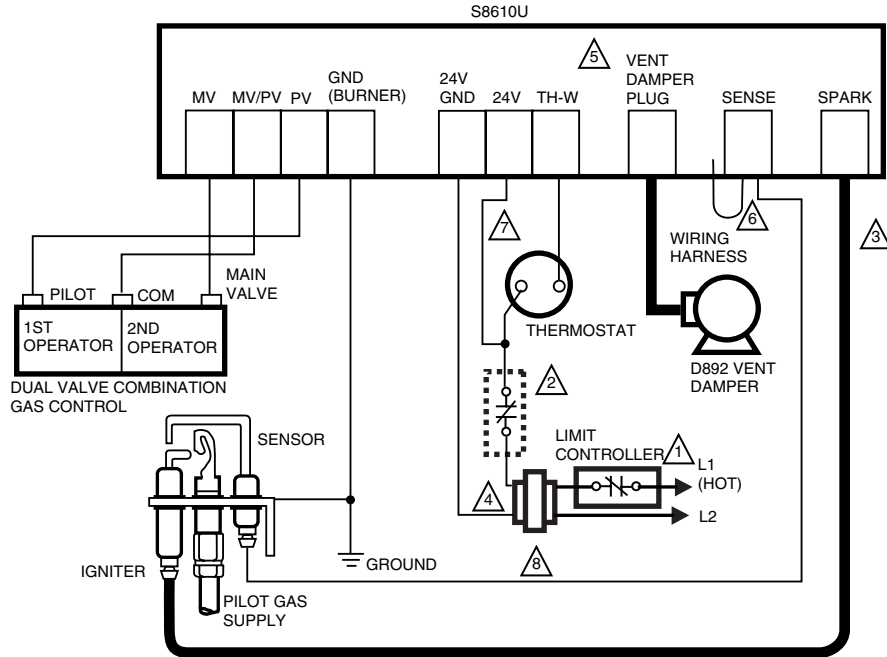 S8610U
5
MV
MV/PV
PV
GND
(BURNER)
24V
GND
24V
TH-W
VENT
DAMPER
PLUG
SENSE
SPARK
7
6
3
WIRING
HARNESS
PILOT
COM
MAIN
VALVE
THERMOSTAT
1ST
OPERATOR
2ND
OPERATOR
D892 VENT
DAMPER
DUAL VALVE COMBINATION
GAS CONTROL
2
SENSOR
LIMIT
CONTROLLER
1
L1
(HOT)
4
L2
8
GROUND
IGNITER
PILOT GAS
SUPPLY